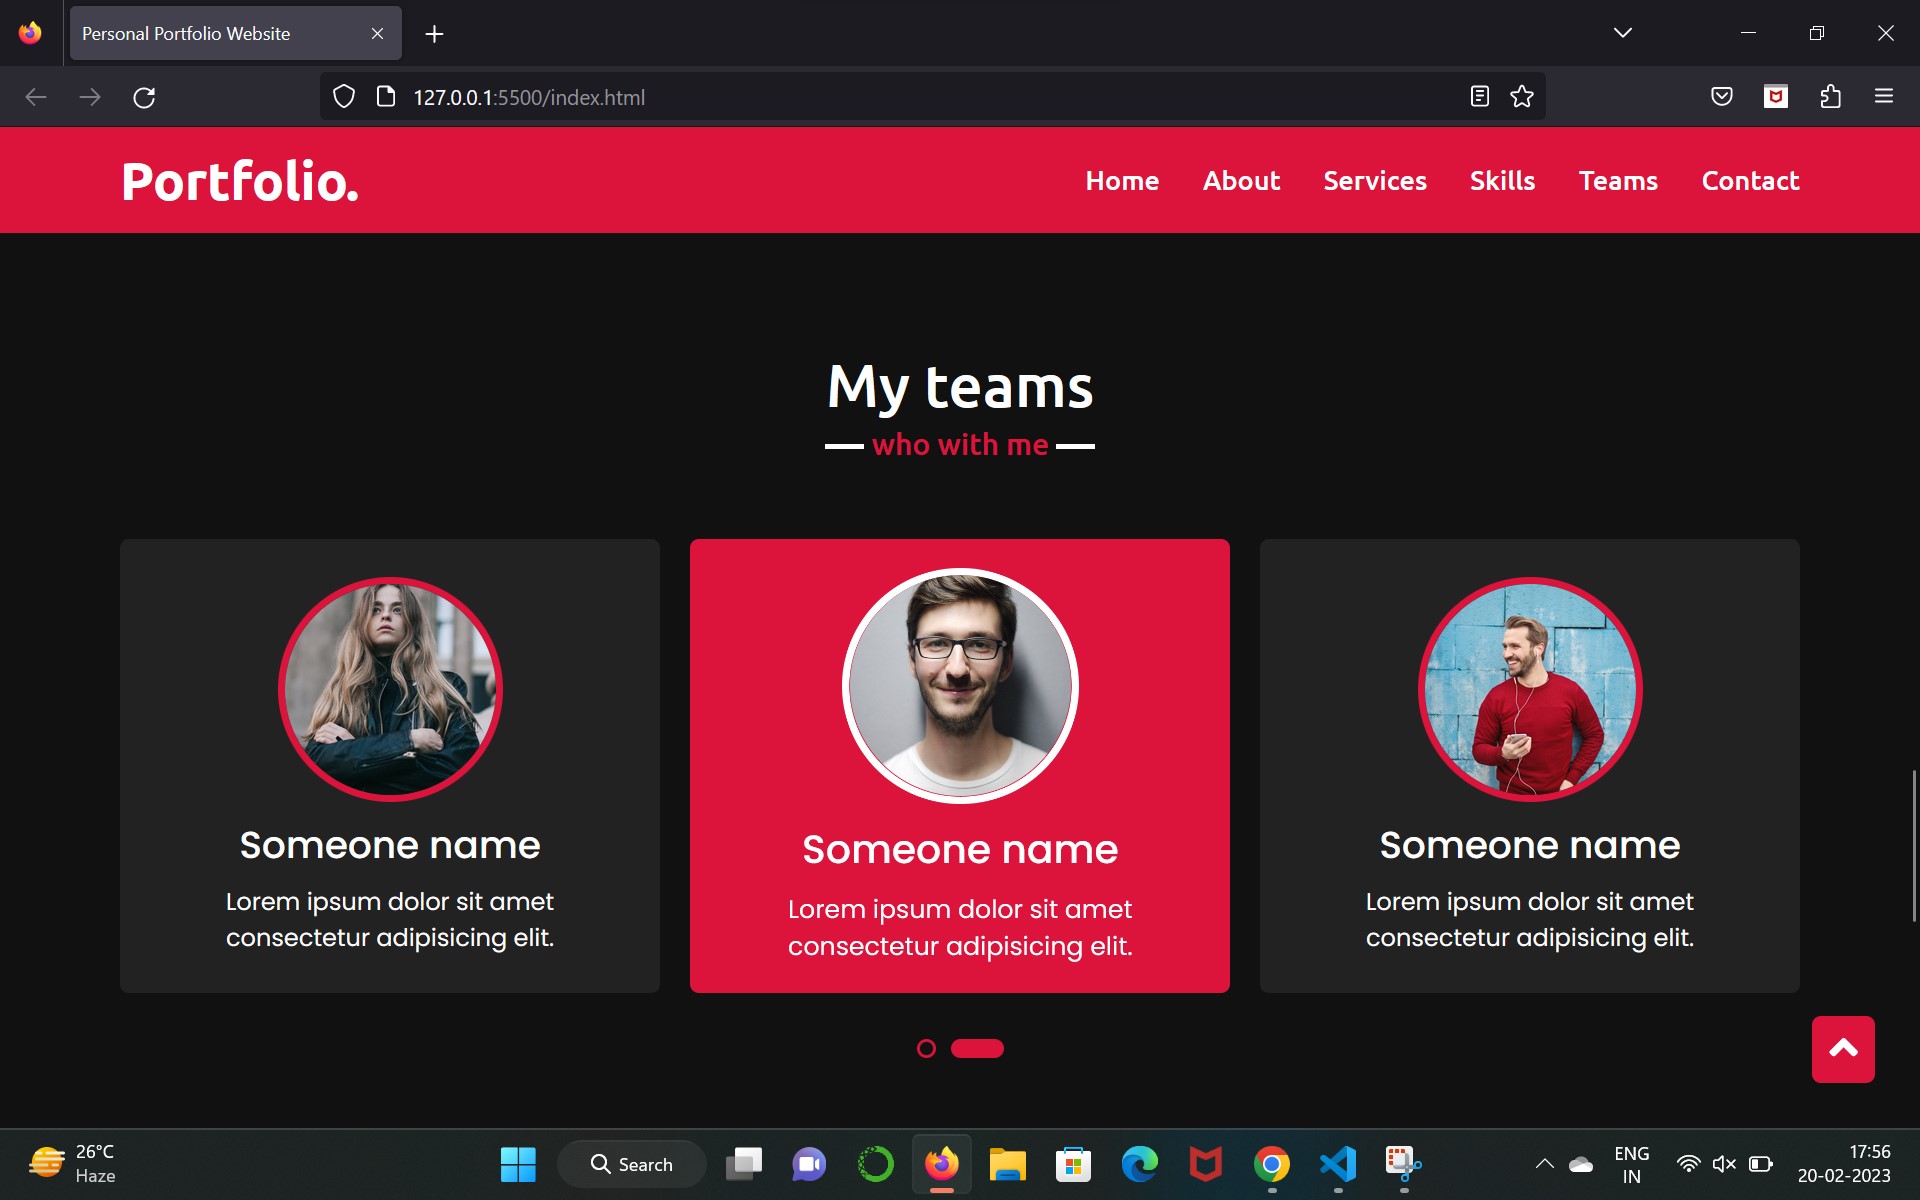 Personal Portfolio Website
127.0.0.1:5500/index.html
Portfolio.
Home About Services Skills Teams Contact
My teams
who with me
Someone name
Lorem ipsum dolor sit amet
consectetur adipisicing elit.
Someone name
Lorem ipsum dolor sit amet
consectetur adipisicing elit.
Someone name
Lorem ipsum dolor sit amet
consectetur adipisicing elit.
26°C
Haze
Search
ENG
IN
17:56
20-02-2023